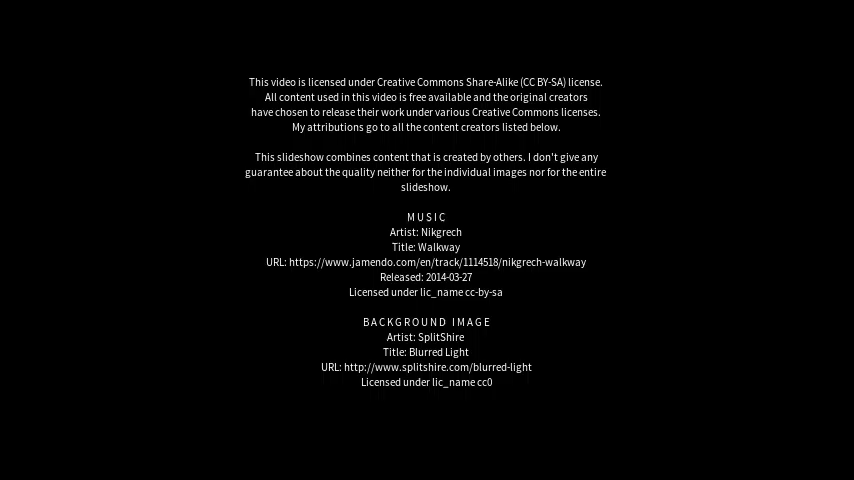 This video is licensed under Creative Commons Share-Alike (CC BY-SA) license.
All content used in this video is free available and the original creators
have chosen to release their work under various Creative Commons licenses.
My attributions go to all the content creators listed below.
This slideshow combines content that is created by others. I don't give any
guarantee about the quality neither for the individual images nor for the entire
slideshow.
MUSIC
Artist: Nikgrech
Title: Walkway
URL: https://www.jamendo.com/en/track/1114518/nikgrech-walkway
Released: 2014-03-27
Licensed under lic_name cc-by-sa
BACKGROUND IMAGE
Artist: SplitShire
Title: Blurred Light
URL: http://www.splitshire.com/blurred-light
Licensed under lic_name cc0